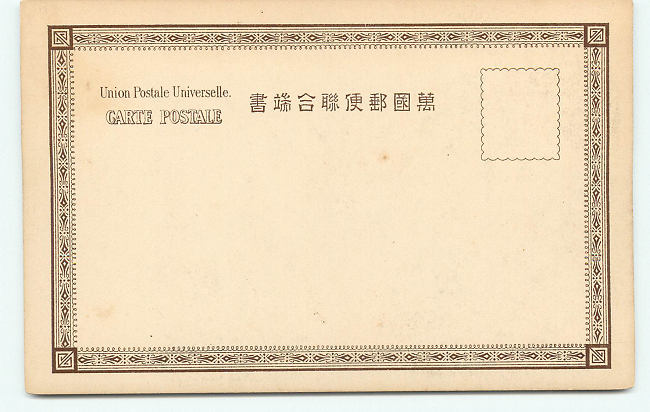 Union Postale Universelle.
CARTE POSTALE
萬國郵便聯合端書